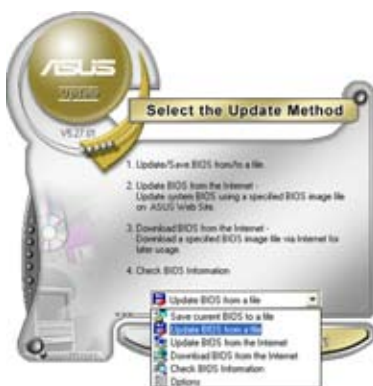 ASUS
Update
V5.27.01
Select the Update Method
1. Update/Save BIOS from/to a file.
2. Update BIOS from the Internet -
Update system BIOS using a specified BIOS image file
on ASUS Web Site.
3. Download BIOS from the Internet -
Download a specified BIOS image file via Internet for
later usage.
4. Check BIOS Information
Update BIOS from a file
Save current BIOS to a file
Update BIOS from a file
Update BIOS from the Internet
Download BIOS from the Internet
Check BIOS Information
Options